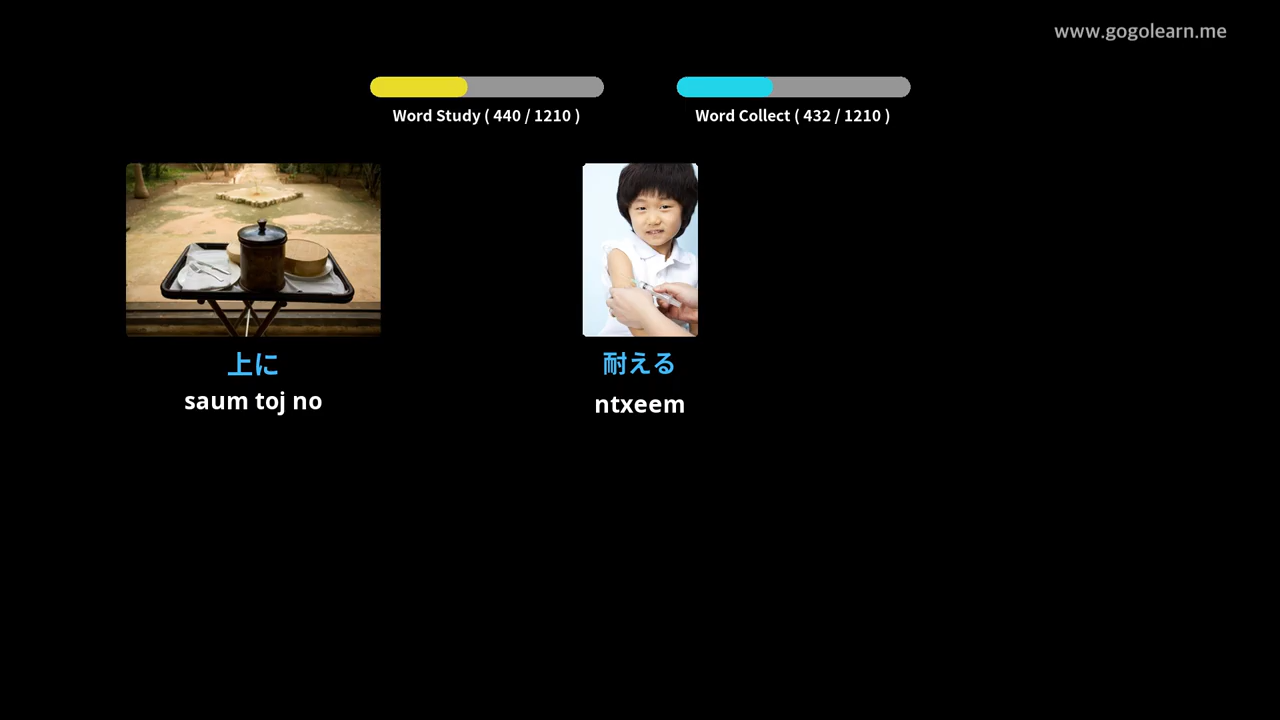 www.gogolearn.me
Word Study ( 440 / 1210 )
Word Collect ( 432 / 1210 )
上に
saum toj no
耐える
ntxeem